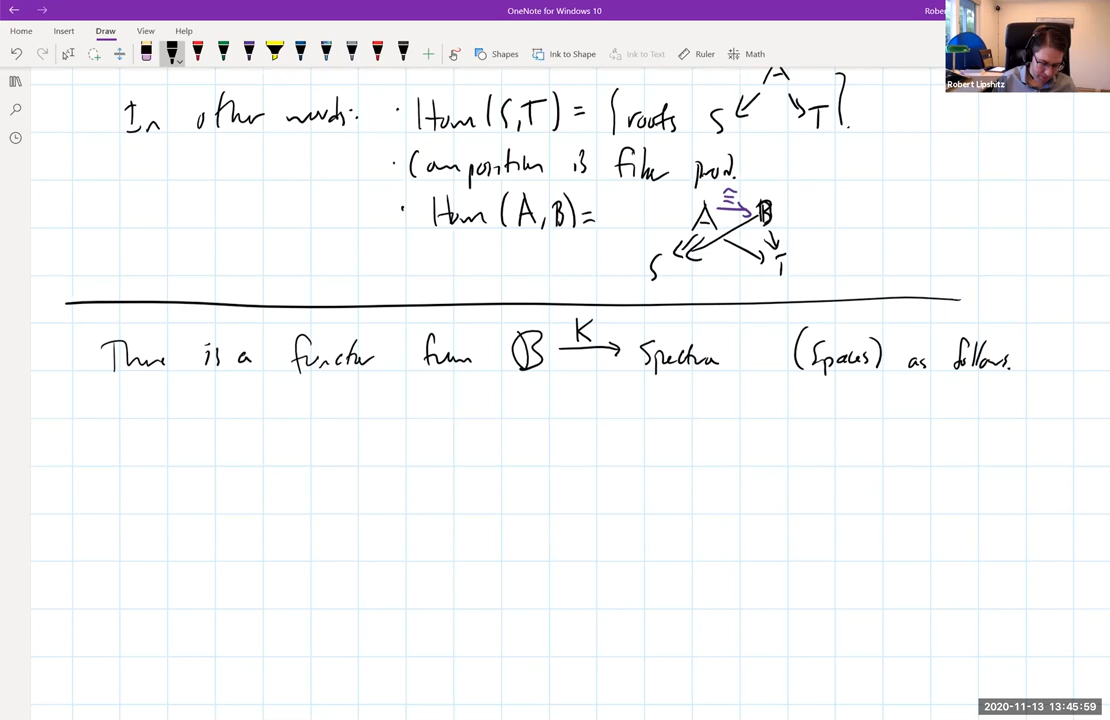 OneNote for Windows 10
Rober
Home Insert Draw View Help
Shapes Ink to Shape Ink to Text Ruler Math
Robert Lipshitz
A
In other words: · Hom(S,T) = { roofs S T }.
· Composition is fiber prod.
≅
· Hom(A,B) = A B
S T
K
There is a functor from B → Spectra (Spaces) as follows.
2020-11-13 13:45:59